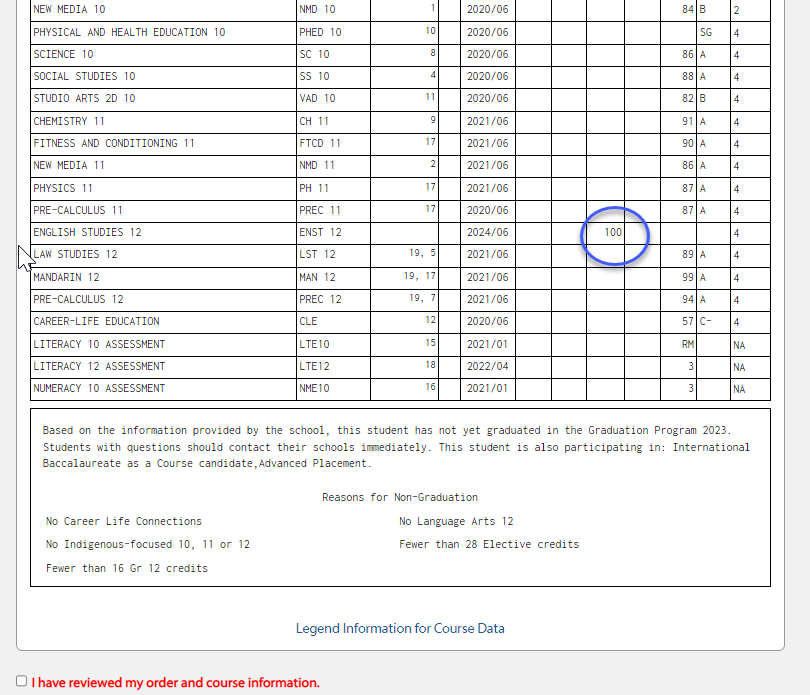 NEW MEDIA 10 NMD 10 1 2020/06 84 B 2
PHYSICAL AND HEALTH EDUCATION 10 PHED 10 10 2020/06 SG 4
SCIENCE 10 SC 10 8 2020/06 86 A 4
SOCIAL STUDIES 10 SS 10 4 2020/06 88 A 4
STUDIO ARTS 2D 10 VAD 10 11 2020/06 82 B 4
CHEMISTRY 11 CH 11 9 2021/06 91 A 4
FITNESS AND CONDITIONING 11 FTCD 11 17 2021/06 90 A 4
NEW MEDIA 11 NMD 11 2 2021/06 86 A 4
PHYSICS 11 PH 11 17 2021/06 87 A 4
PRE-CALCULUS 11 PREC 11 17 2020/06 87 A 4
ENGLISH STUDIES 12 ENST 12 2024/06 100 4
LAW STUDIES 12 LST 12 19, 5 2021/06 89 A 4
MANDARIN 12 MAN 12 19, 17 2021/06 99 A 4
PRE-CALCULUS 12 PREC 12 19, 7 2021/06 94 A 4
CAREER-LIFE EDUCATION CLE 12 2020/06 57 C- 4
LITERACY 10 ASSESSMENT LTE10 15 2021/01 RM NA
LITERACY 12 ASSESSMENT LTE12 18 2022/04 3 NA
NUMERACY 10 ASSESSMENT NME10 16 2021/01 3 NA
Based on the information provided by the school, this student has not yet graduated in the Graduation Program 2023.
Students with questions should contact their schools immediately. This student is also participating in: International
Baccalaureate as a Course candidate,Advanced Placement.
Reasons for Non-Graduation
No Career Life Connections No Language Arts 12
No Indigenous-focused 10, 11 or 12 Fewer than 28 Elective credits
Fewer than 16 Gr 12 credits
Legend Information for Course Data
I have reviewed my order and course information.